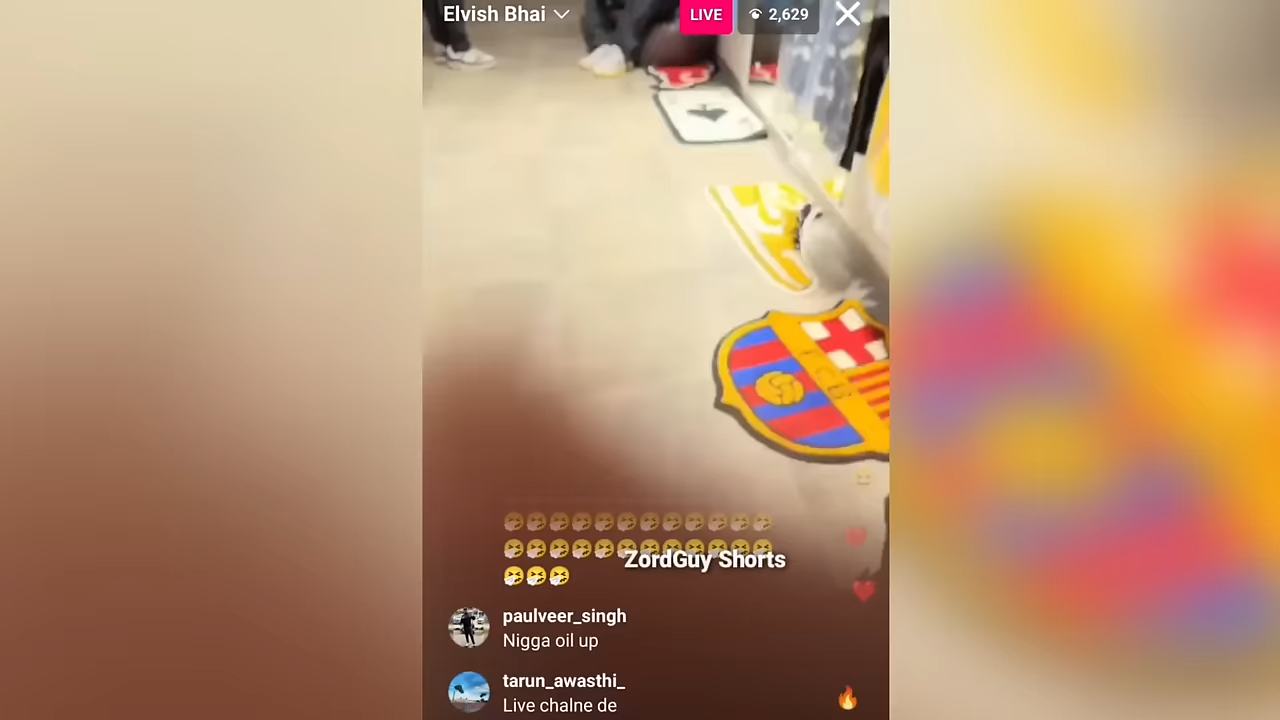 Elvish Bhai
LIVE
2,629
ZordGuy Shorts
paulveer_singh
Nigga oil up
tarun_awasthi_
Live chalne de